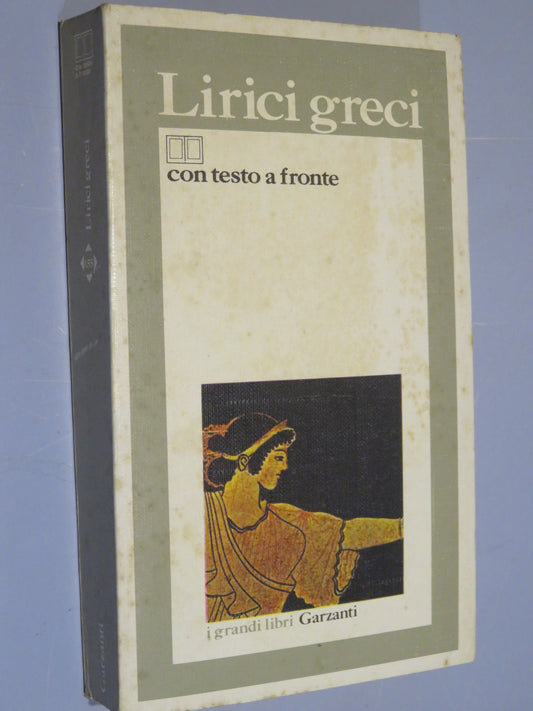 Lirici greci
con testo a fronte
i grandi libri Garzanti
Lirici greci
Garzanti